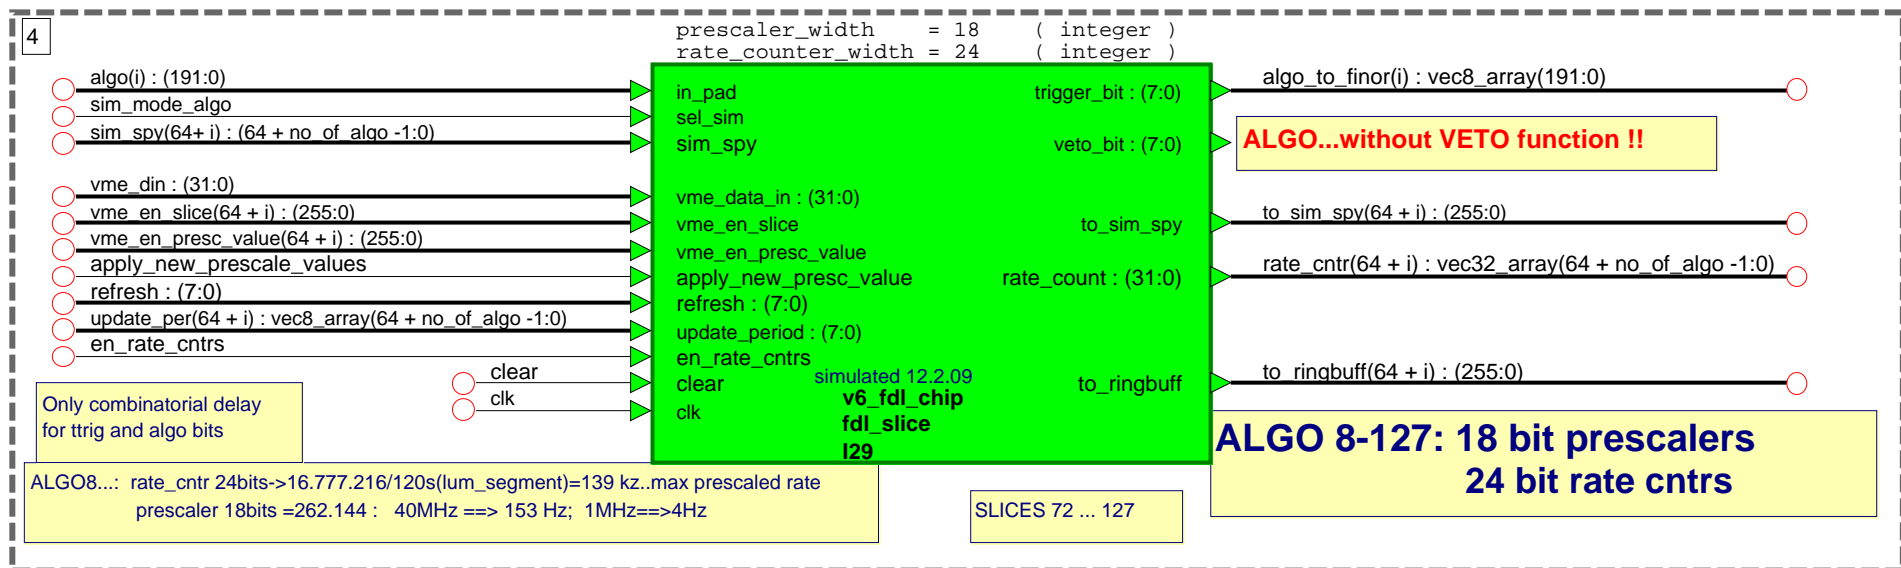 4
prescaler_width = 18 ( integer )
rate_counter_width = 24 ( integer )
algo(i) : (191:0)
sim_mode_algo
sim_spy(64+ i) : (64 + no_of_algo -1:0)
vme_din : (31:0)
vme_en_slice(64 + i) : (255:0)
vme_en_presc_value(64 + i) : (255:0)
apply_new_prescale_values
refresh : (7:0)
update_per(64 + i) : vec8_array(64 + no_of_algo -1:0)
en_rate_cntrs
clear
clk
in_pad
sel_sim
sim_spy
vme_data_in : (31:0)
vme_en_slice
vme_en_presc_value
apply_new_presc_value
refresh : (7:0)
update_period : (7:0)
en_rate_cntrs
clear
clk
simulated 12.2.09
v6_fdl_chip
fdl_slice
I29
trigger_bit : (7:0)
veto_bit : (7:0)
to_sim_spy
rate_count : (31:0)
to_ringbuff
algo_to_finor(i) : vec8_array(191:0)
ALGO...without VETO function !!
to_sim_spy(64 + i) : (255:0)
rate_cntr(64 + i) : vec32_array(64 + no_of_algo -1:0)
to_ringbuff(64 + i) : (255:0)
Only combinatorial delay
for ttrig and algo bits
ALGO8...: rate_cntr 24bits->16.777.216/120s(lum_segment)=139 kz..max prescaled rate
prescaler 18bits =262.144 : 40MHz ==> 153 Hz; 1MHz==>4Hz
SLICES 72 ... 127
ALGO 8-127: 18 bit prescalers
24 bit rate cntrs